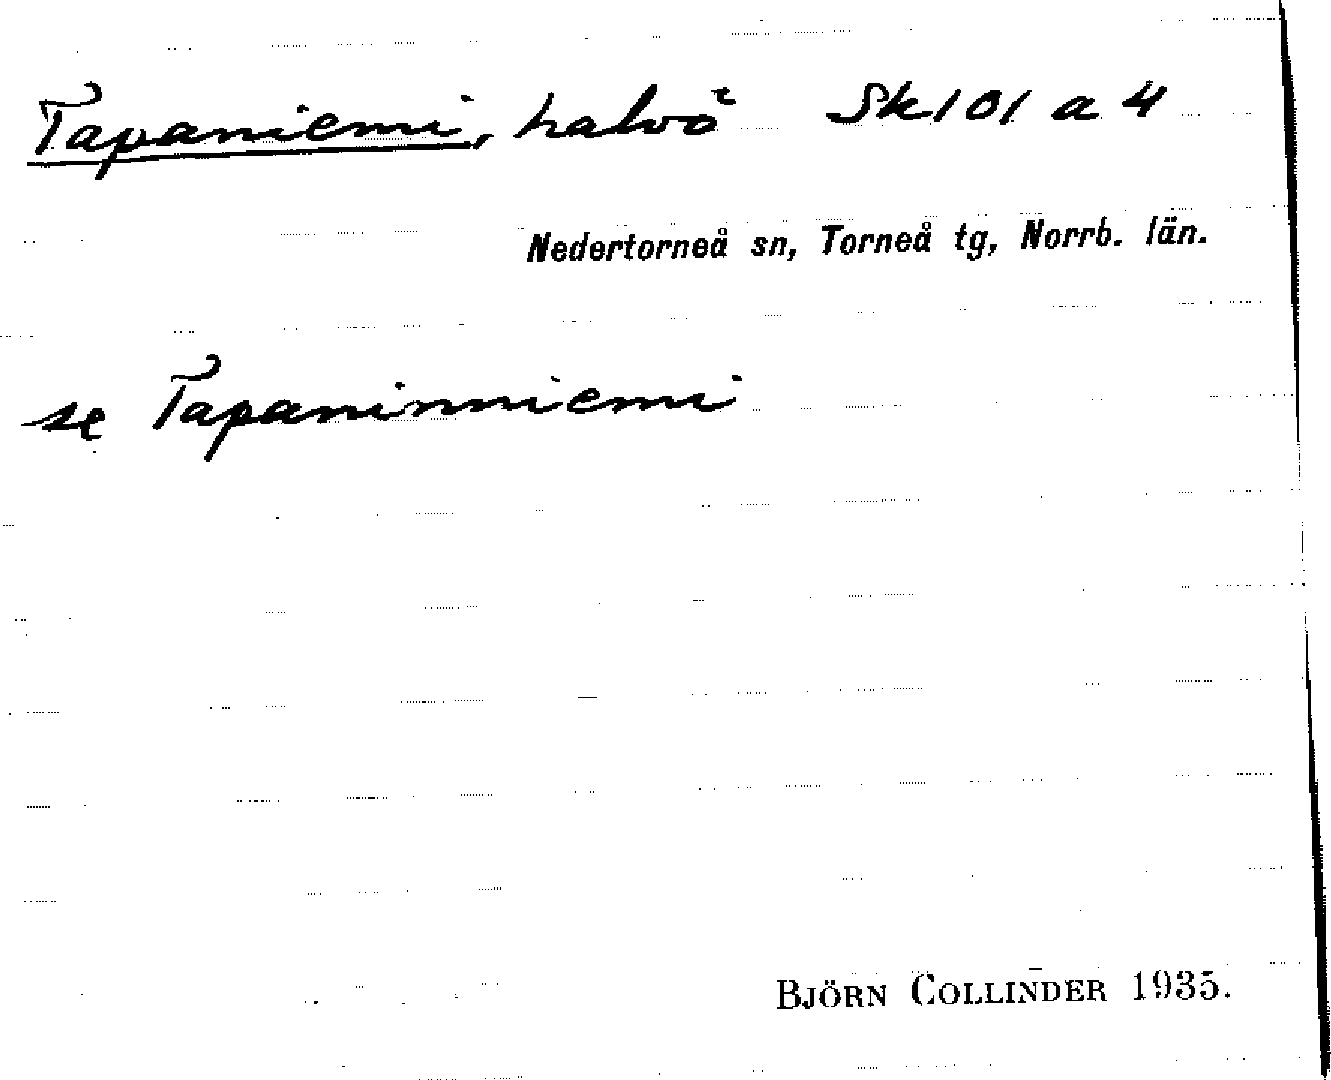 Tapaniemi, halvö Sk101 a 4
Nedertorneå sn, Torneå tg, Norrb. län.
se Tapaninniemi
BJÖRN COLLINDER 1935.